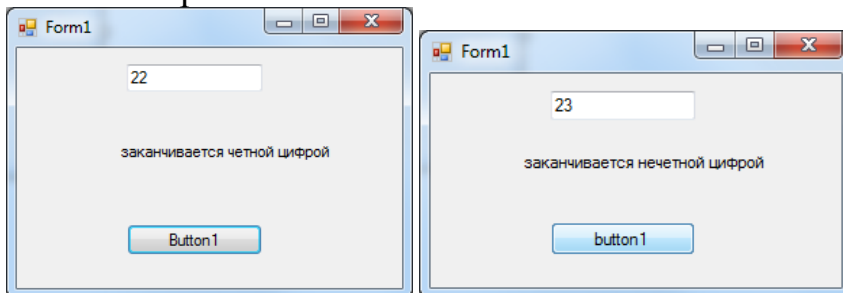 Form1
22
заканчивается четной цифрой
Button1
Form1
23
заканчивается нечетной цифрой
button1